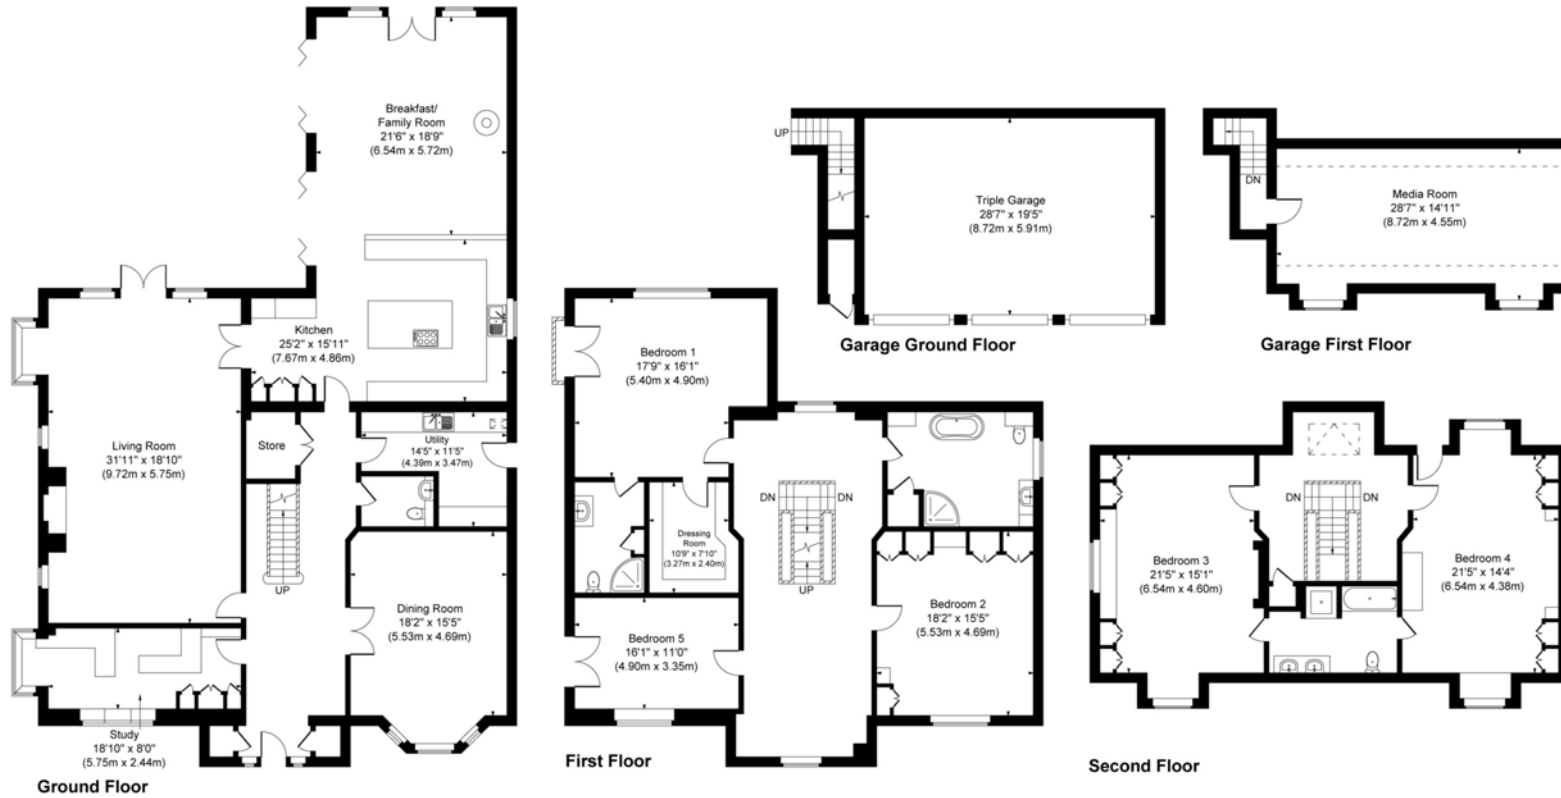 Breakfast/
Family Room
21'6" x 18'9"
(6.54m x 5.72m)
Kitchen
25'2" x 15'11"
(7.67m x 4.86m)
Living Room
31'11" x 18'10"
(9.72m x 5.75m)
Store
Utility
14'5" x 11'5"
(4.39m x 3.47m)
UP
Dining Room
18'2" x 15'5"
(5.53m x 4.69m)
Study
18'10" x 8'0"
(5.75m x 2.44m)
Ground Floor
UP
Triple Garage
28'7" x 19'5"
(8.72m x 5.91m)
Garage Ground Floor
DN
Media Room
28'7" x 14'11"
(8.72m x 4.55m)
Garage First Floor
Bedroom 1
17'9" x 16'1"
(5.40m x 4.90m)
Dressing
Room
10'9" x 7'10"
(3.27m x 2.40m)
DN
DN
UP
Bedroom 2
18'2" x 15'5"
(5.53m x 4.69m)
Bedroom 5
16'1" x 11'0"
(4.90m x 3.35m)
First Floor
DN
DN
Bedroom 3
21'5" x 15'1"
(6.54m x 4.60m)
Bedroom 4
21'5" x 14'4"
(6.54m x 4.38m)
Second Floor